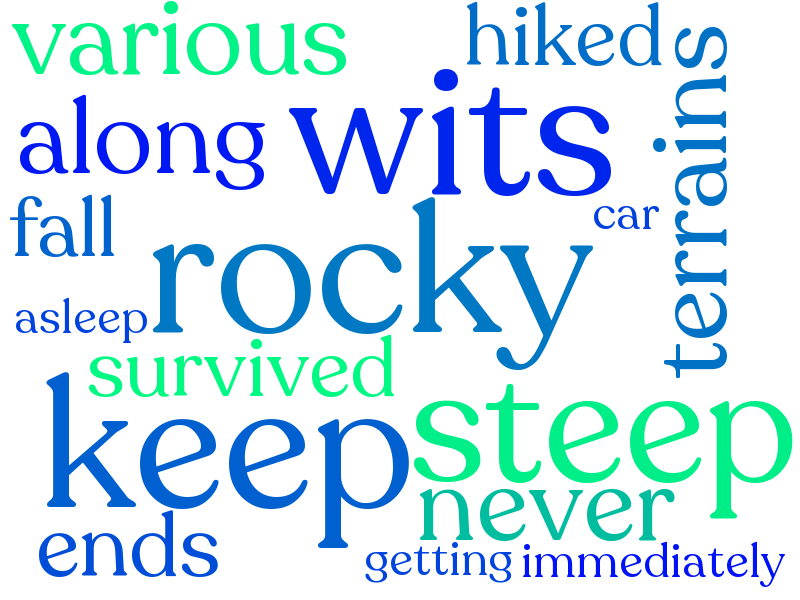 various
hiked
terrains
along
wits
fall
car
rocky
asleep
survived
keep
steep
never
ends
getting
immediately